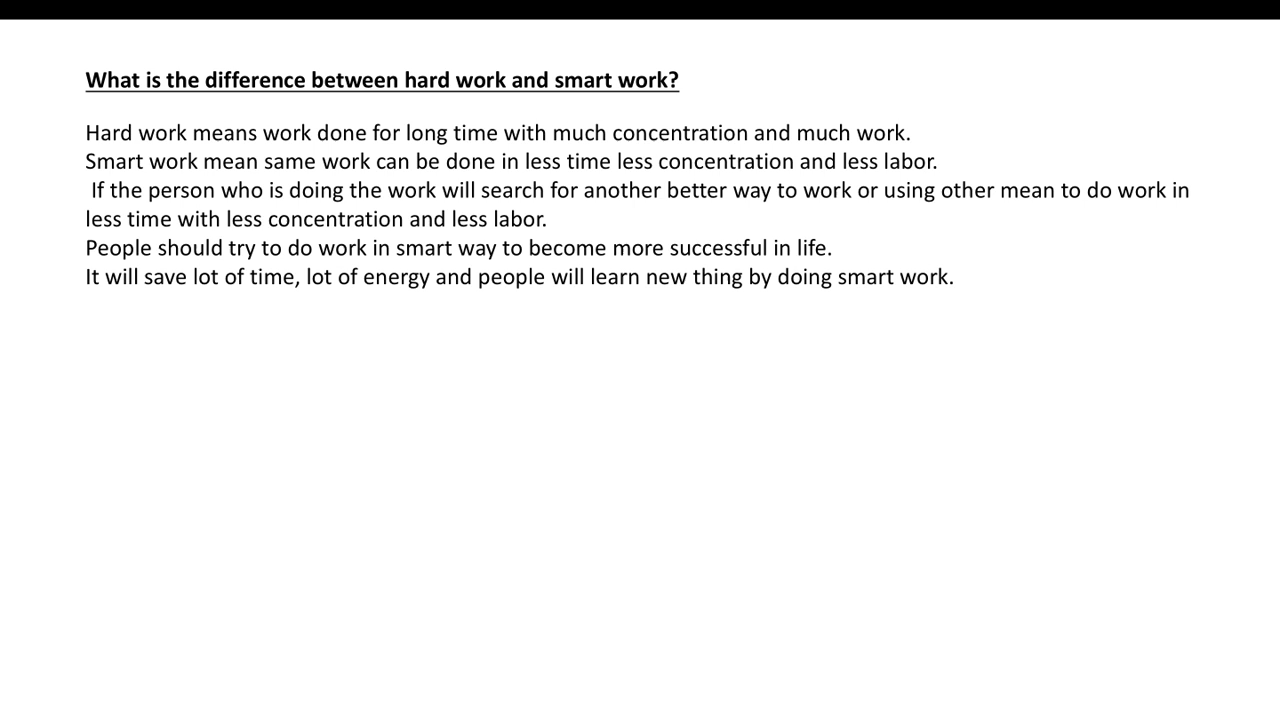 What is the difference between hard work and smart work?
Hard work means work done for long time with much concentration and much work.
Smart work mean same work can be done in less time less concentration and less labor.
If the person who is doing the work will search for another better way to work or using other mean to do work in
less time with less concentration and less labor.
People should try to do work in smart way to become more successful in life.
It will save lot of time, lot of energy and people will learn new thing by doing smart work.